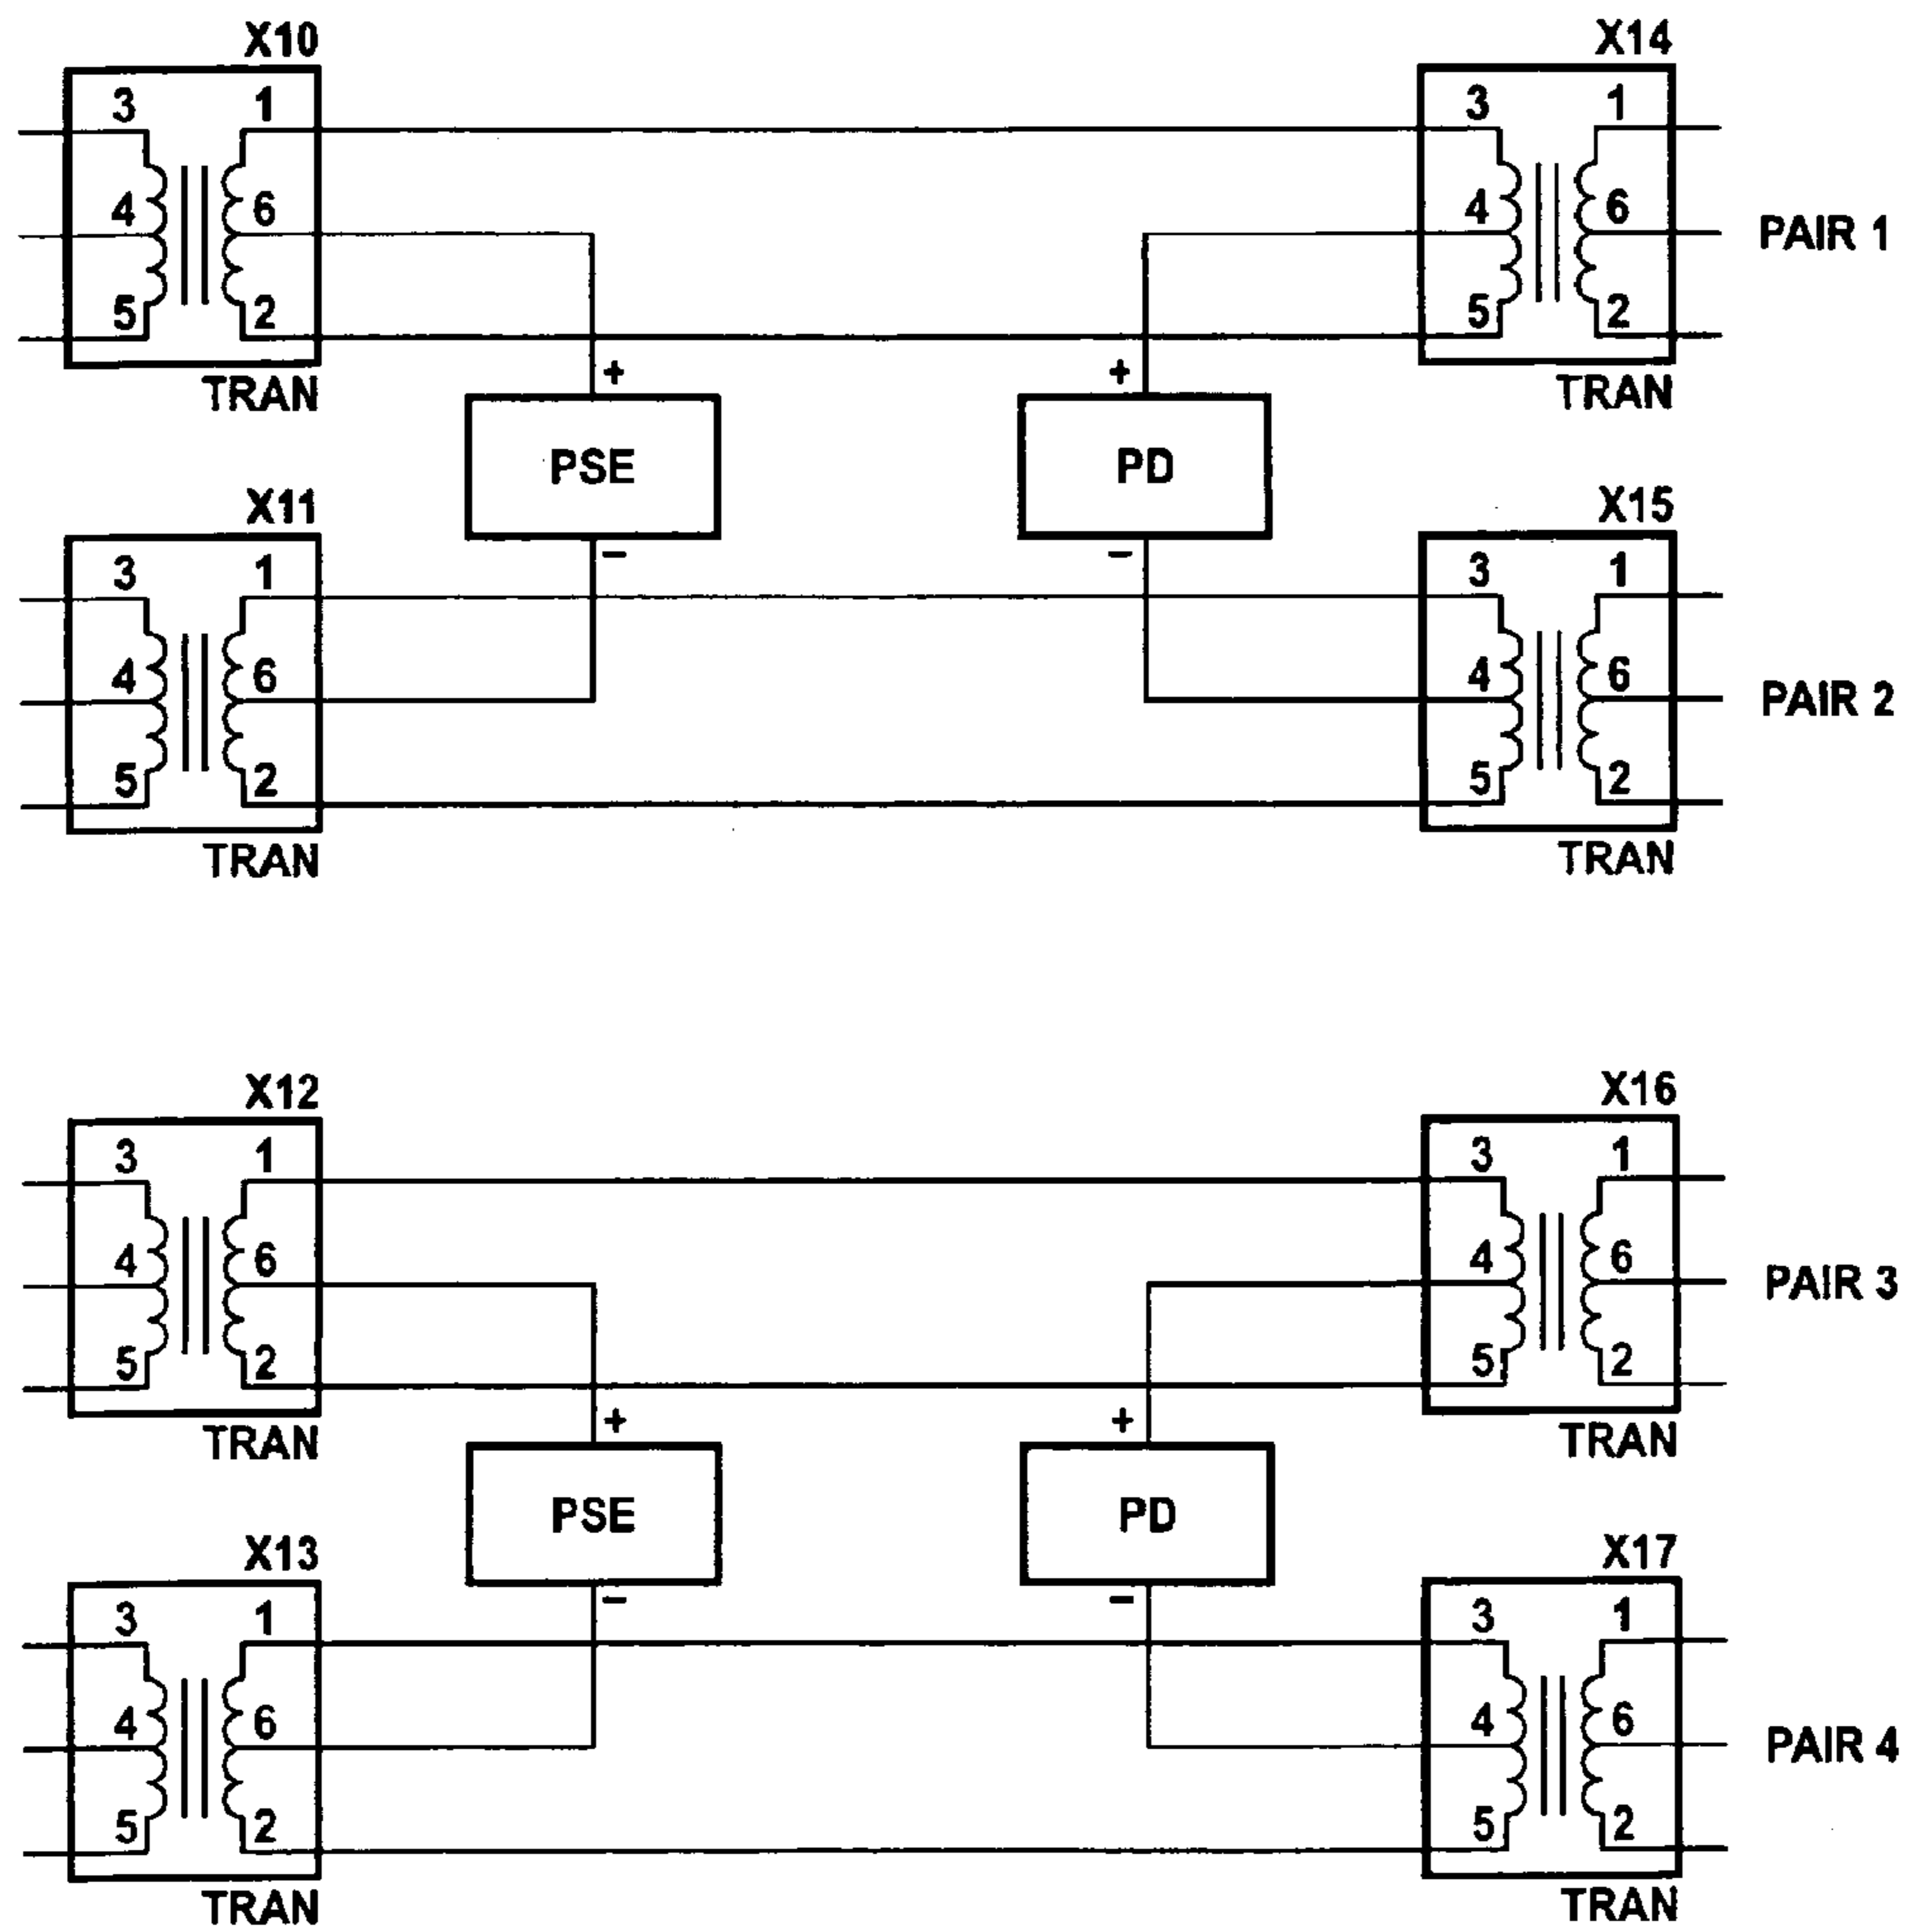 X10 X14
3 1 3 1
4 6 4 6 PAIR 1
5 2 5 2
+ +
TRAN TRAN
PSE PD
X11 X15
− −
3 1 3 1
4 6 4 6 PAIR 2
5 2 5 2
TRAN TRAN
X12 X16
3 1 3 1
4 6 4 6 PAIR 3
5 2 5 2
+ +
TRAN TRAN
PSE PD
X13 X17
− −
3 1 3 1
4 6 4 6 PAIR 4
5 2 5 2
TRAN TRAN